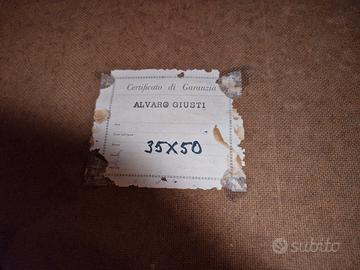 Certificato di Garanzia
ALVARO GIUSTI
35X50
subito